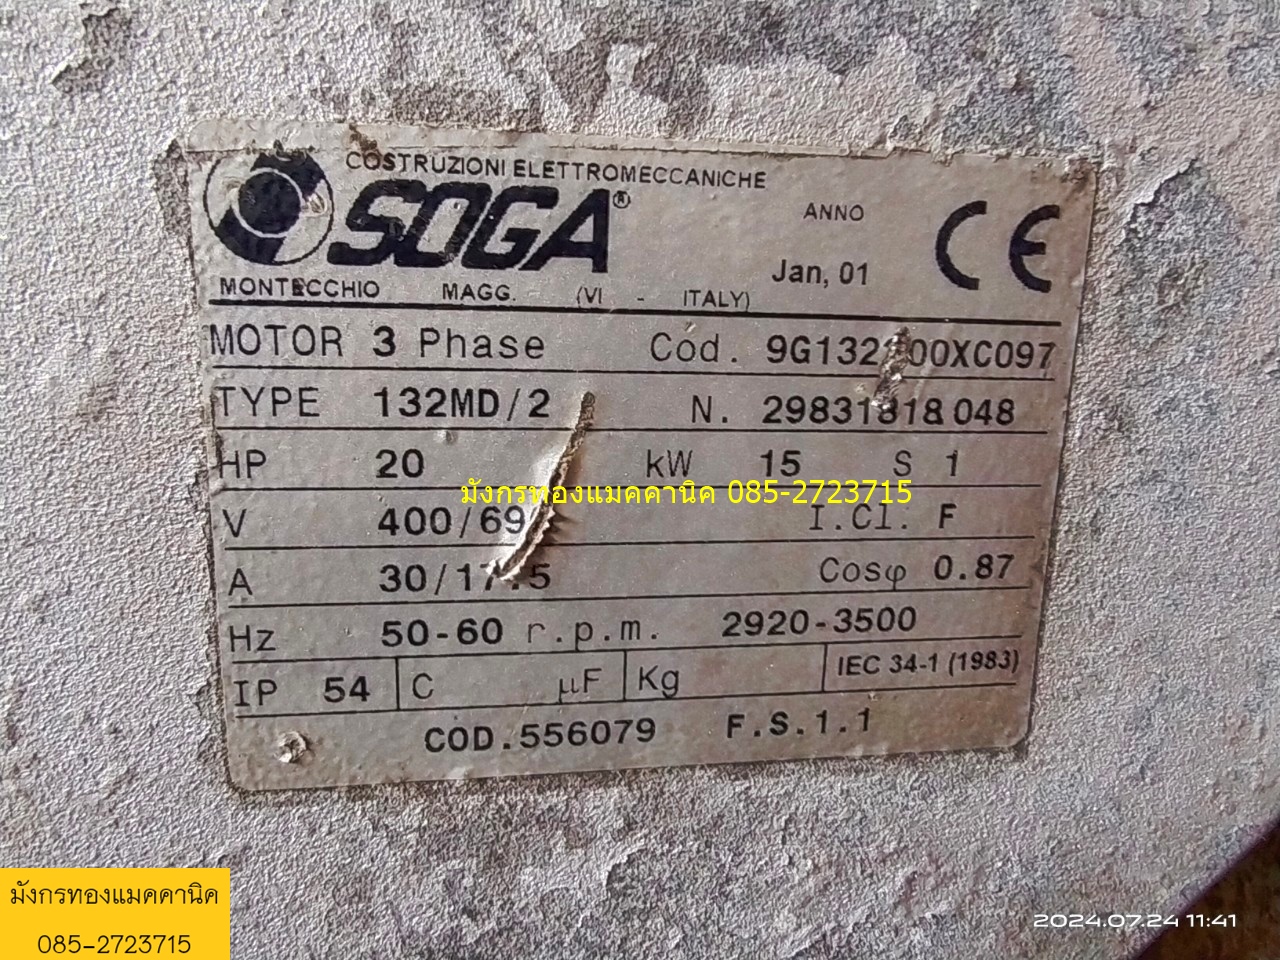 COSTRUZIONI ELETTROMECCANICHE
SOGA®
ANNO
Jan, 01
CE
MONTECCHIO MAGG. (VI - ITALY)
MOTOR 3 Phase Cod.
TYPE 132MD/2 N. 29831818048
HP 20 kW 15 S 1
มังกรทองแมคคานิค 085-2723715
V I.Cl. F
A 30/17.5 Cosφ 0.87
Hz 50-60 r.p.m. 2920-3500
IP 54 C µF Kg IEC 34-1 (1983)
COD.556079 F.S.1.1
มังกรทองแมคคานิค
085-2723715
2024.07.24 11:41